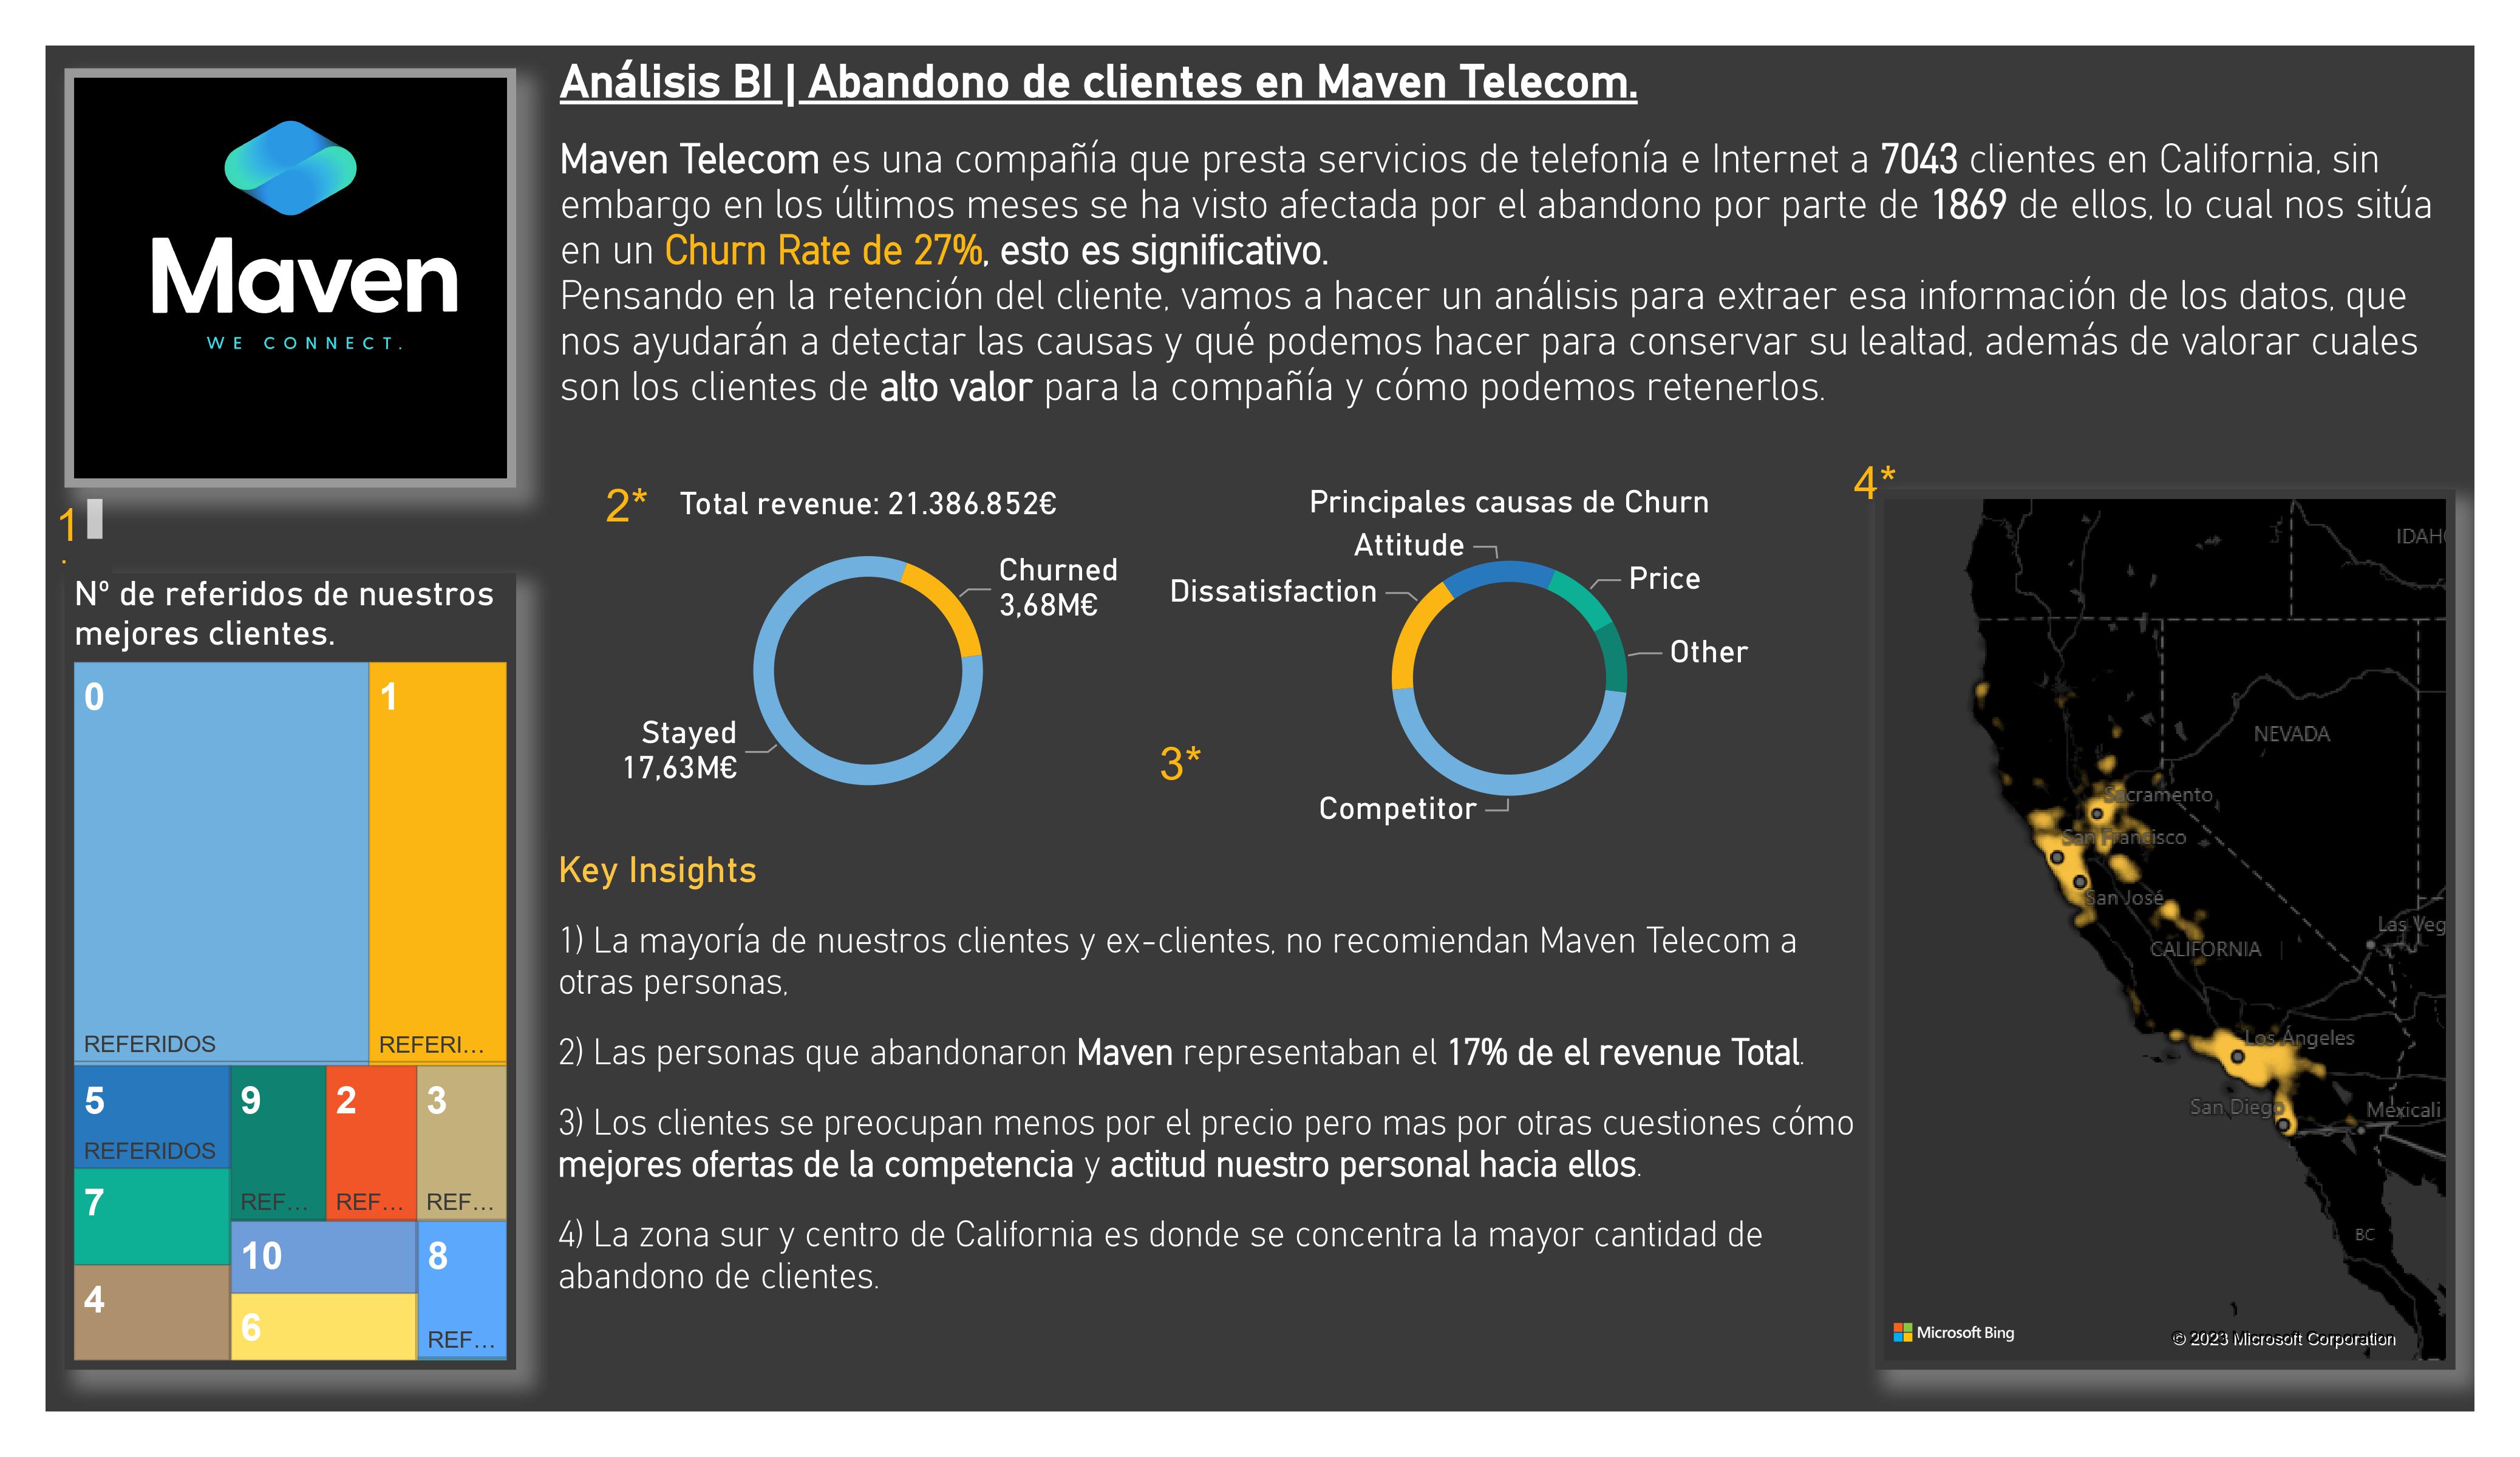 Maven
WE CONNECT.
Análisis BI | Abandono de clientes en Maven Telecom.
Maven Telecom es una compañía que presta servicios de telefonía e Internet a 7043 clientes en California, sin
embargo en los últimos meses se ha visto afectada por el abandono por parte de 1869 de ellos, lo cual nos sitúa
en un Churn Rate de 27%, esto es significativo.
Pensando en la retención del cliente, vamos a hacer un análisis para extraer esa información de los datos, que
nos ayudarán a detectar las causas y qué podemos hacer para conservar su lealtad, además de valorar cuales
son los clientes de alto valor para la compañía y cómo podemos retenerlos.
1
Nº de referidos de nuestros
mejores clientes.
0
REFERIDOS
1
REFERI...
5
REFERIDOS
9
REF...
2
REF...
3
REF...
7
10
8
REF...
4
6
2*
Total revenue: 21.386.852€
Churned
3,68M€
Stayed
17,63M€
3*
Principales causas de Churn
Attitude
Dissatisfaction
Price
Other
Competitor
Key Insights
1) La mayoría de nuestros clientes y ex-clientes, no recomiendan Maven Telecom a
otras personas,
2) Las personas que abandonaron Maven representaban el 17% de el revenue Total.
3) Los clientes se preocupan menos por el precio pero mas por otras cuestiones cómo
mejores ofertas de la competencia y actitud nuestro personal hacia ellos.
4) La zona sur y centro de California es donde se concentra la mayor cantidad de
abandono de clientes.
4*
IDAH
NEVADA
Sacramento
San Francisco
San José
Las Veg
CALIFORNIA
Los Ángeles
San Diego
Mexicali
BC
Microsoft Bing
© 2023 Microsoft Corporation